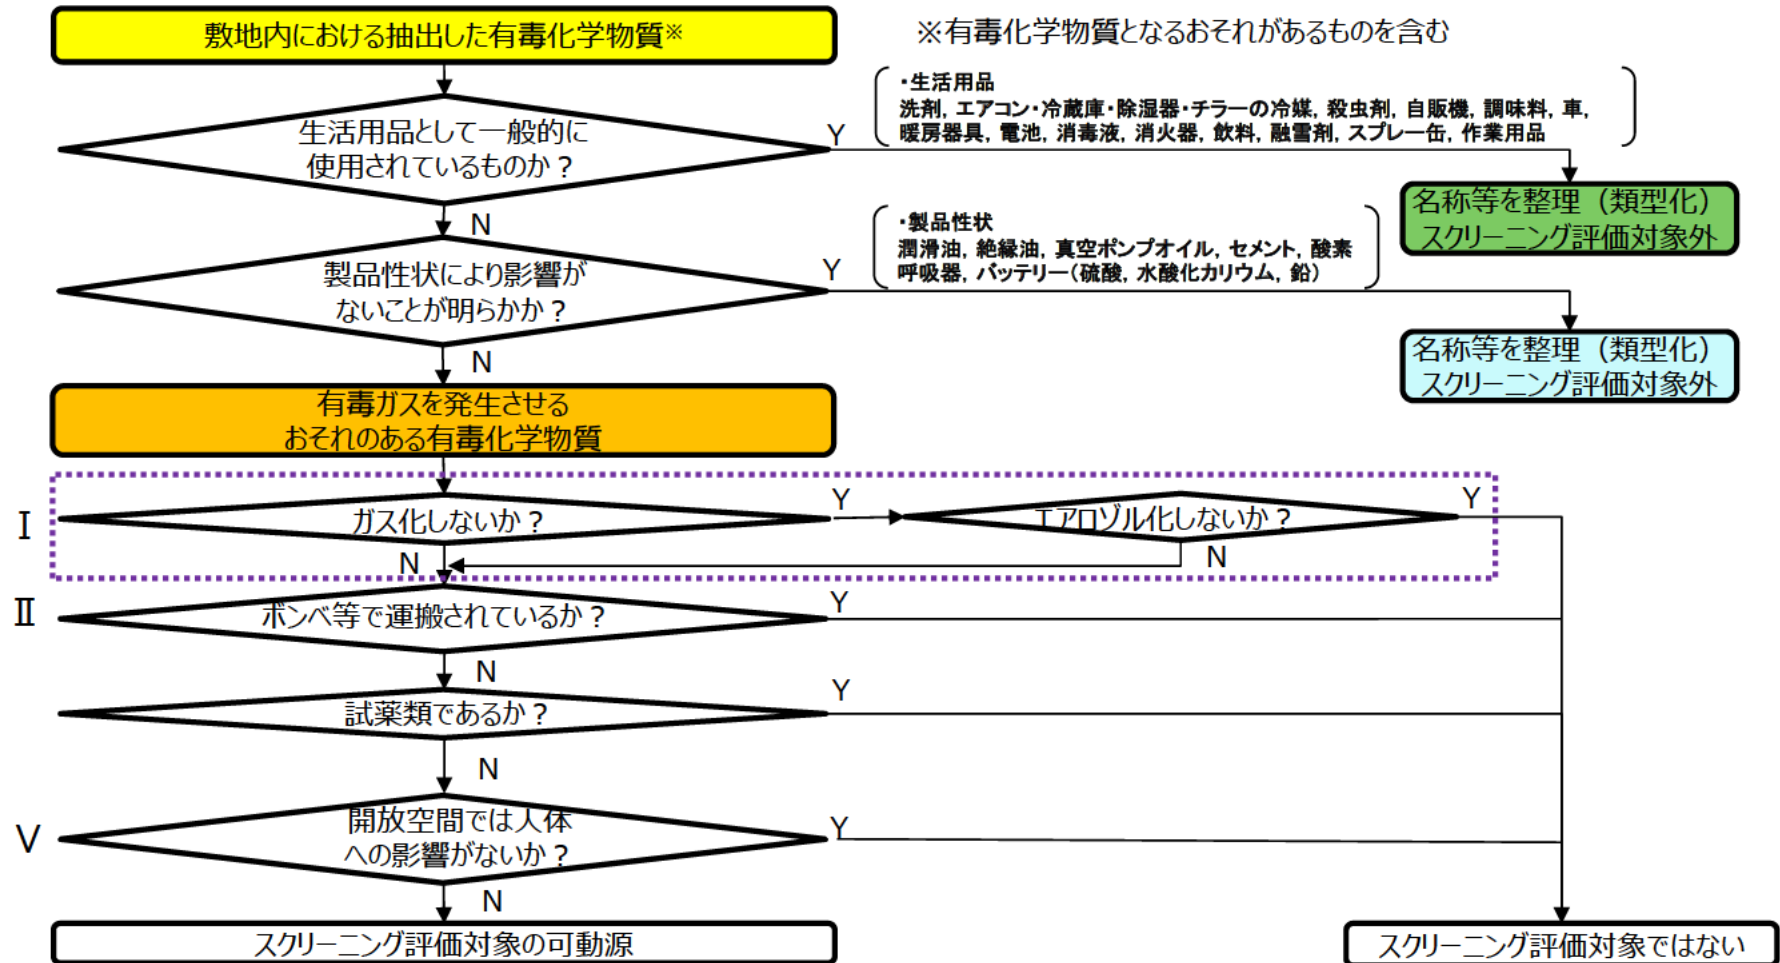 敷地内における抽出した有毒化学物質※
※有毒化学物質となるおそれがあるものを含む
・生活用品
洗剤, エアコン・冷蔵庫・除湿器・チラーの冷媒, 殺虫剤, 自販機, 調味料, 車,
暖房器具, 電池, 消毒液, 消火器, 飲料, 融雪剤, スプレー缶, 作業用品
生活用品として一般的に
使用されているものか？
Y
N
名称等を整理（類型化）
スクリーニング評価対象外
・製品性状
潤滑油, 絶縁油, 真空ポンプオイル, セメント, 酸素
呼吸器, バッテリー（硫酸, 水酸化カリウム, 鉛）
製品性状により影響が
ないことが明らかか？
Y
N
名称等を整理（類型化）
スクリーニング評価対象外
有毒ガスを発生させる
おそれのある有毒化学物質
Ⅰ
ガス化しないか？
Y
N
エアロゾル化しないか？
Y
N
Ⅱ
ボンベ等で運搬されているか？
Y
N
試薬類であるか？
Y
N
Ⅴ
開放空間では人体
への影響がないか？
Y
N
スクリーニング評価対象の可動源
スクリーニング評価対象ではない